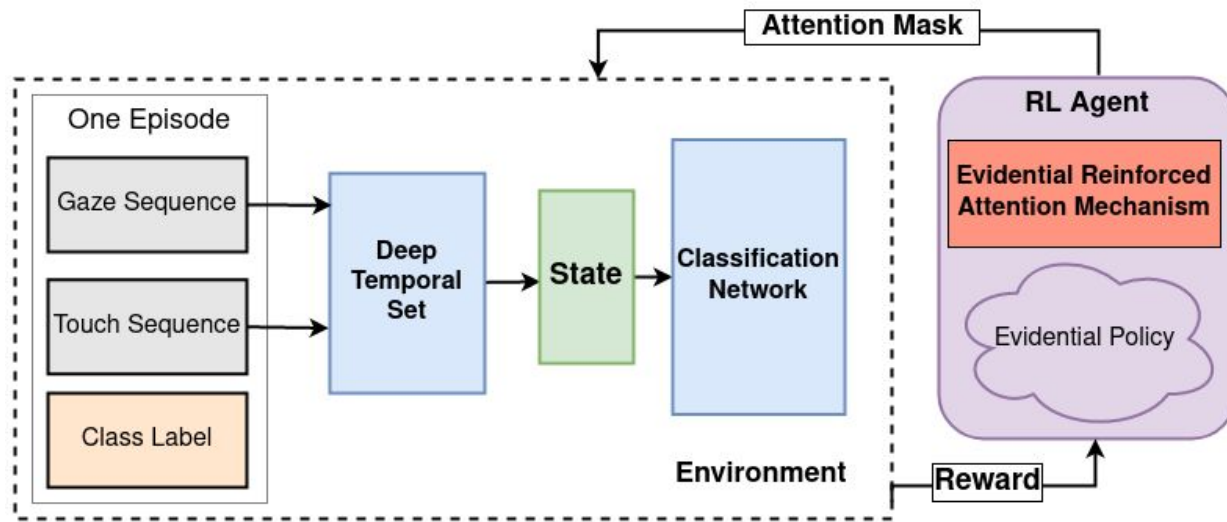 Attention Mask
One Episode
Gaze Sequence
Touch Sequence
Class Label
Deep
Temporal
Set
State
Classification
Network
Environment
RL Agent
Evidential Reinforced
Attention Mechanism
Evidential Policy
Reward